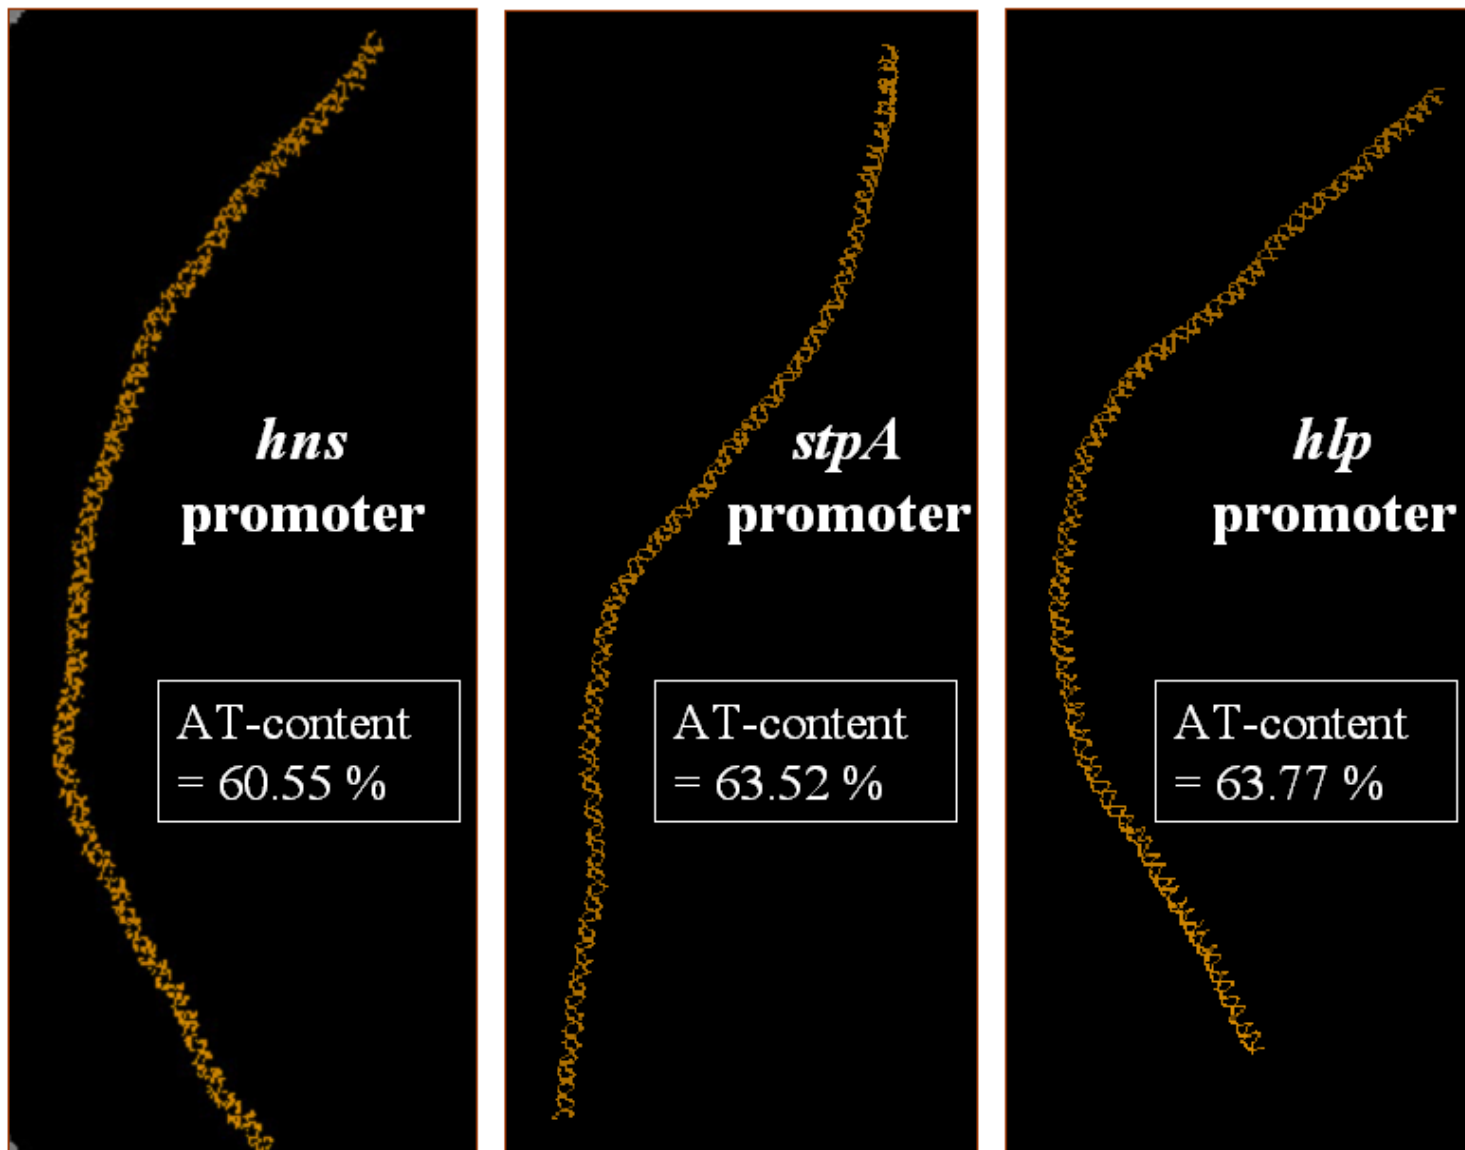 hns
promoter
AT-content
= 60.55 %
stpA
promoter
AT-content
= 63.52 %
hlp
promoter
AT-content
= 63.77 %